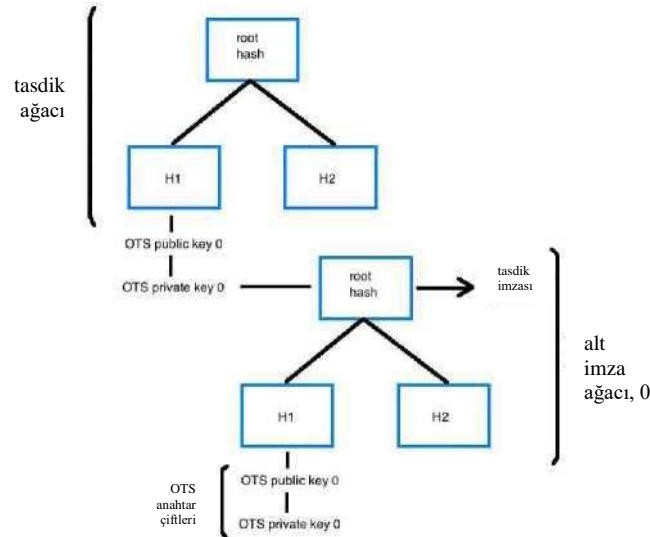 root
hash
tasdik
ağacı
H1
H2
OTS public key 0
OTS private key 0
root
hash
tasdik
imzası
alt
imza
ağacı, 0
H1
H2
OTS
anahtar
çiftleri
OTS public key 0
OTS private key 0